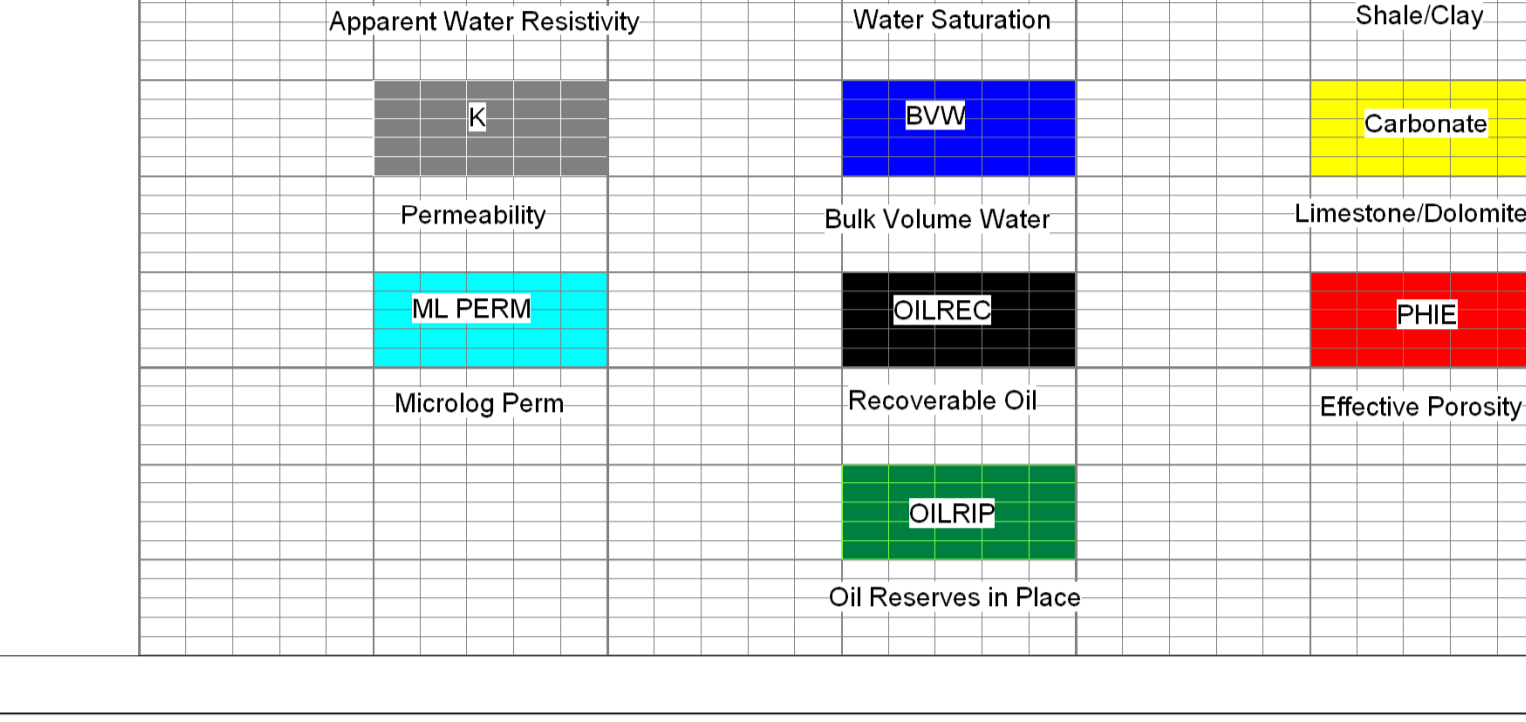 Apparent Water Resistivity
Water Saturation
Shale/Clay
K
BVW
Carbonate
Permeability
Bulk Volume Water
Limestone/Dolomite
ML PERM
OILREC
PHIE
Microlog Perm
Recoverable Oil
Effective Porosity
OILRIP
Oil Reserves in Place